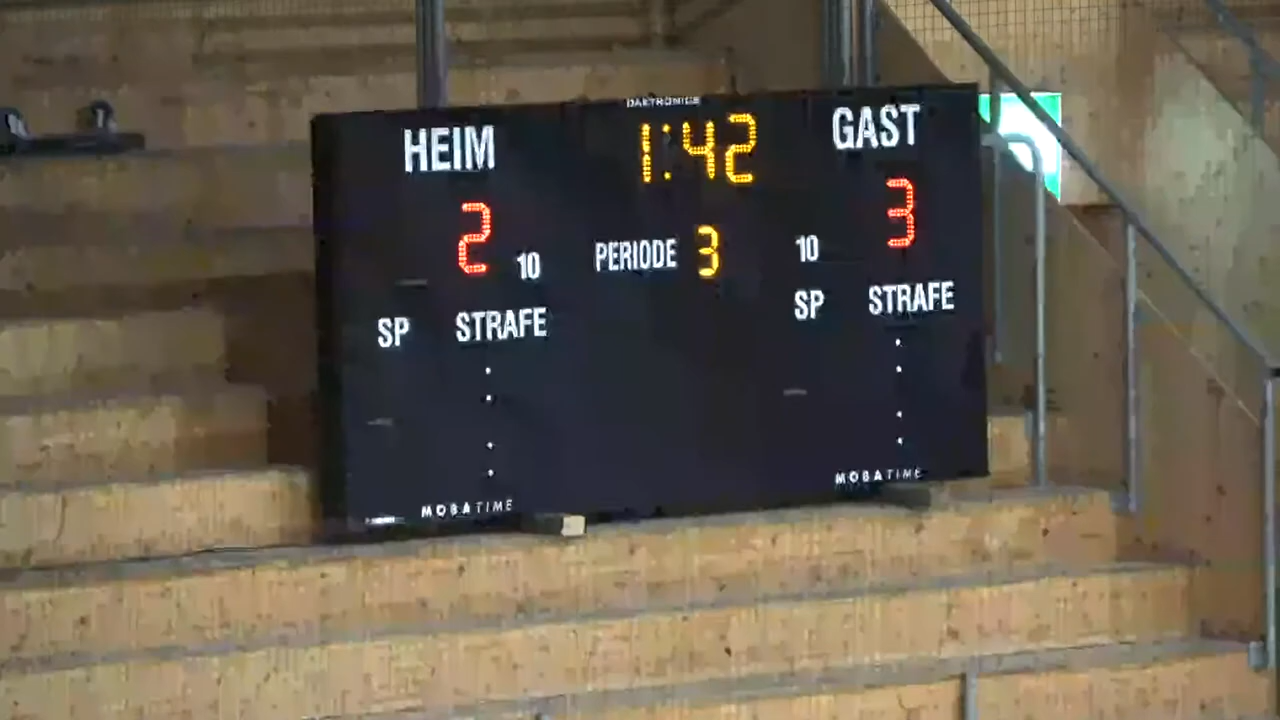 DAKTRONICS
HEIM 1:42 GAST
2 10 PERIODE 3 10 3
SP STRAFE SP STRAFE
MOBATIME MOBATIME